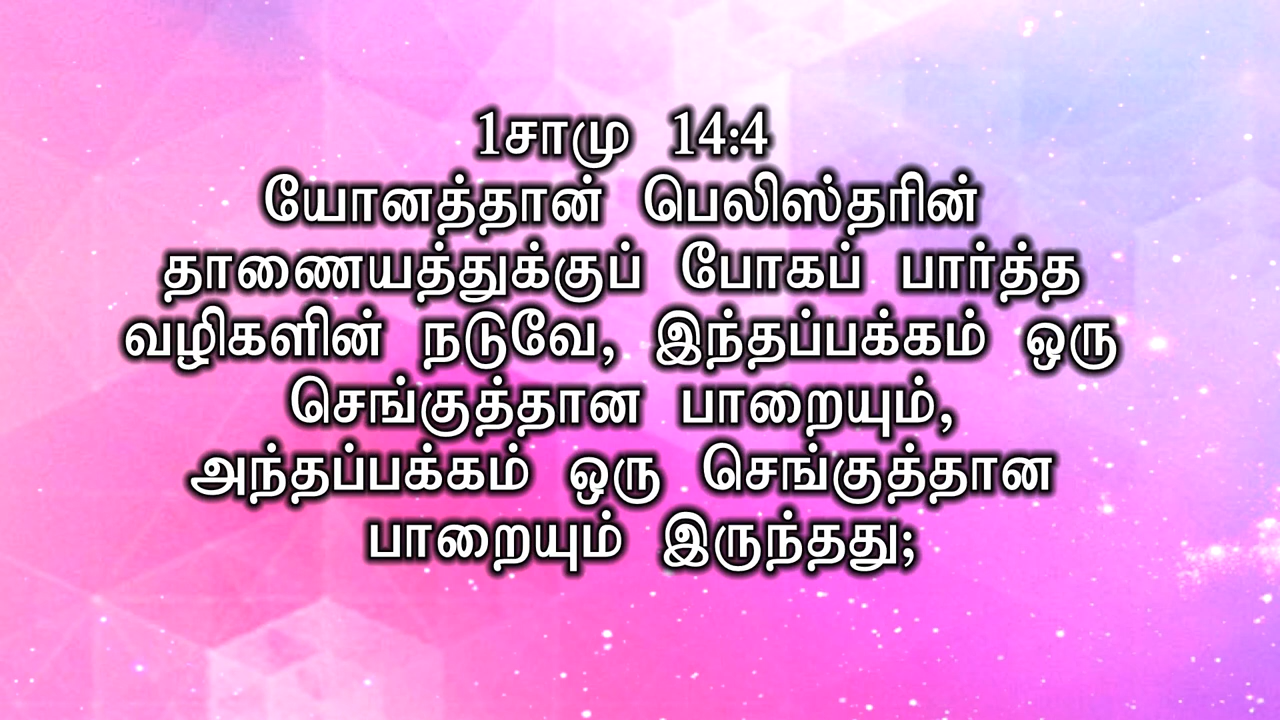 1சாமு 14:4
யோனத்தான் பெலிஸ்தரின்
தாணையத்துக்குப் போகப் பார்த்த
வழிகளின் நடுவே, இந்தப்பக்கம் ஒரு
செங்குத்தான பாறையும்,
அந்தப்பக்கம் ஒரு செங்குத்தான
பாறையும் இருந்தது;